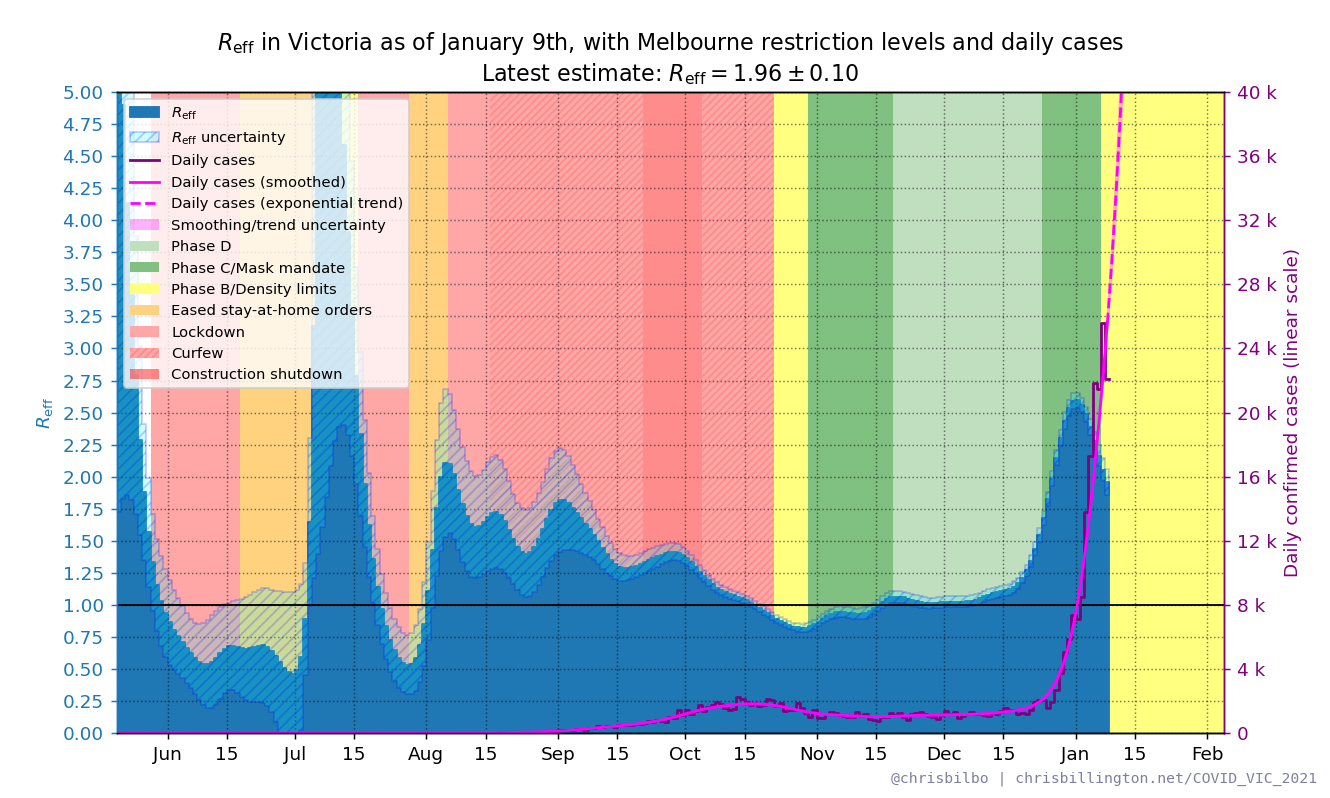 R_eff in Victoria as of January 9th, with Melbourne restriction levels and daily cases
Latest estimate: R_eff = 1.96 ± 0.10
5.00
4.75
4.50
4.25
4.00
3.75
3.50
3.25
3.00
2.75
2.50
2.25
2.00
1.75
1.50
1.25
1.00
0.75
0.50
0.25
0.00
R_eff
R_eff
R_eff uncertainty
Daily cases
Daily cases (smoothed)
Daily cases (exponential trend)
Smoothing/trend uncertainty
Phase D
Phase C/Mask mandate
Phase B/Density limits
Eased stay-at-home orders
Lockdown
Curfew
Construction shutdown
40 k
36 k
32 k
28 k
24 k
20 k
16 k
12 k
8 k
4 k
0
Daily confirmed cases (linear scale)
Jun 15 Jul 15 Aug 15 Sep 15 Oct 15 Nov 15 Dec 15 Jan 15 Feb
@chrisbilbo | chrisbillington.net/COVID_VIC_2021